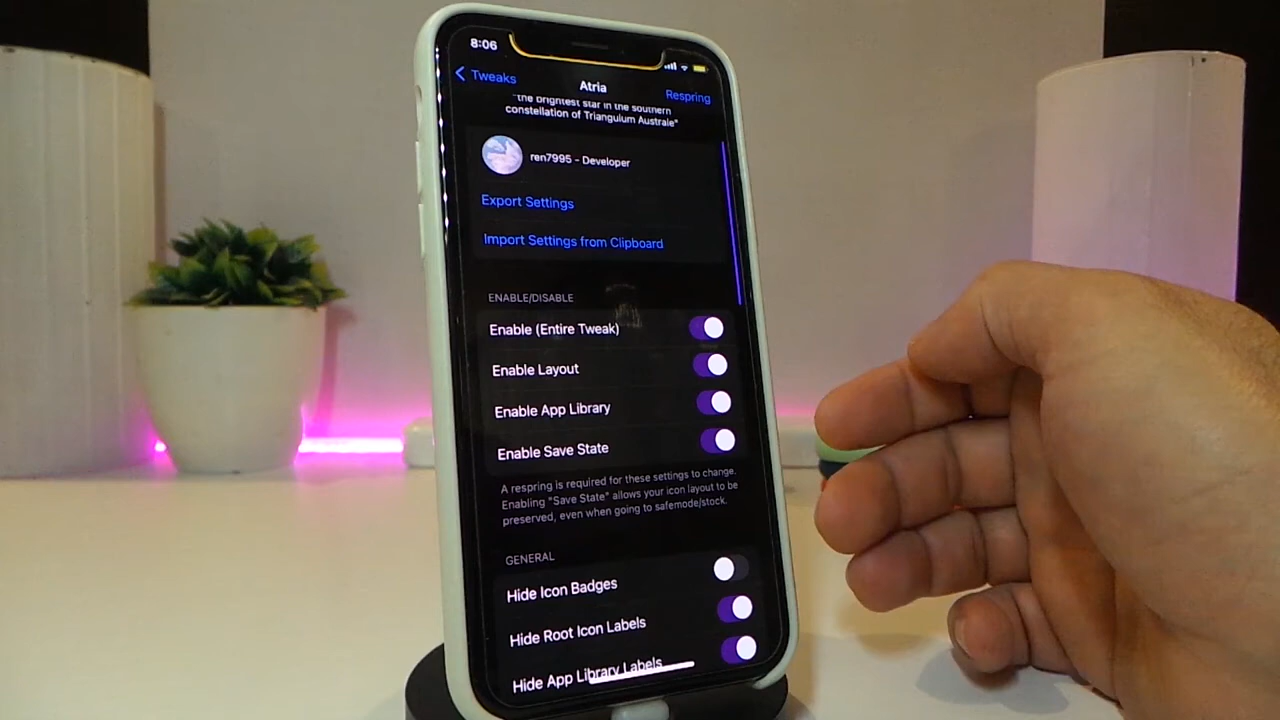 8:06
Tweaks
Atria
Respring
"the brightest star in the southern
constellation of Triangulum Australe"
ren7995 - Developer
Export Settings
Import Settings from Clipboard
ENABLE/DISABLE
Enable (Entire Tweak)
Enable Layout
Enable App Library
Enable Save State
A respring is required for these settings to change.
Enabling "Save State" allows your icon layout to be
preserved, even when going to safemode/stock.
GENERAL
Hide Icon Badges
Hide Root Icon Labels
Hide App Library Labels